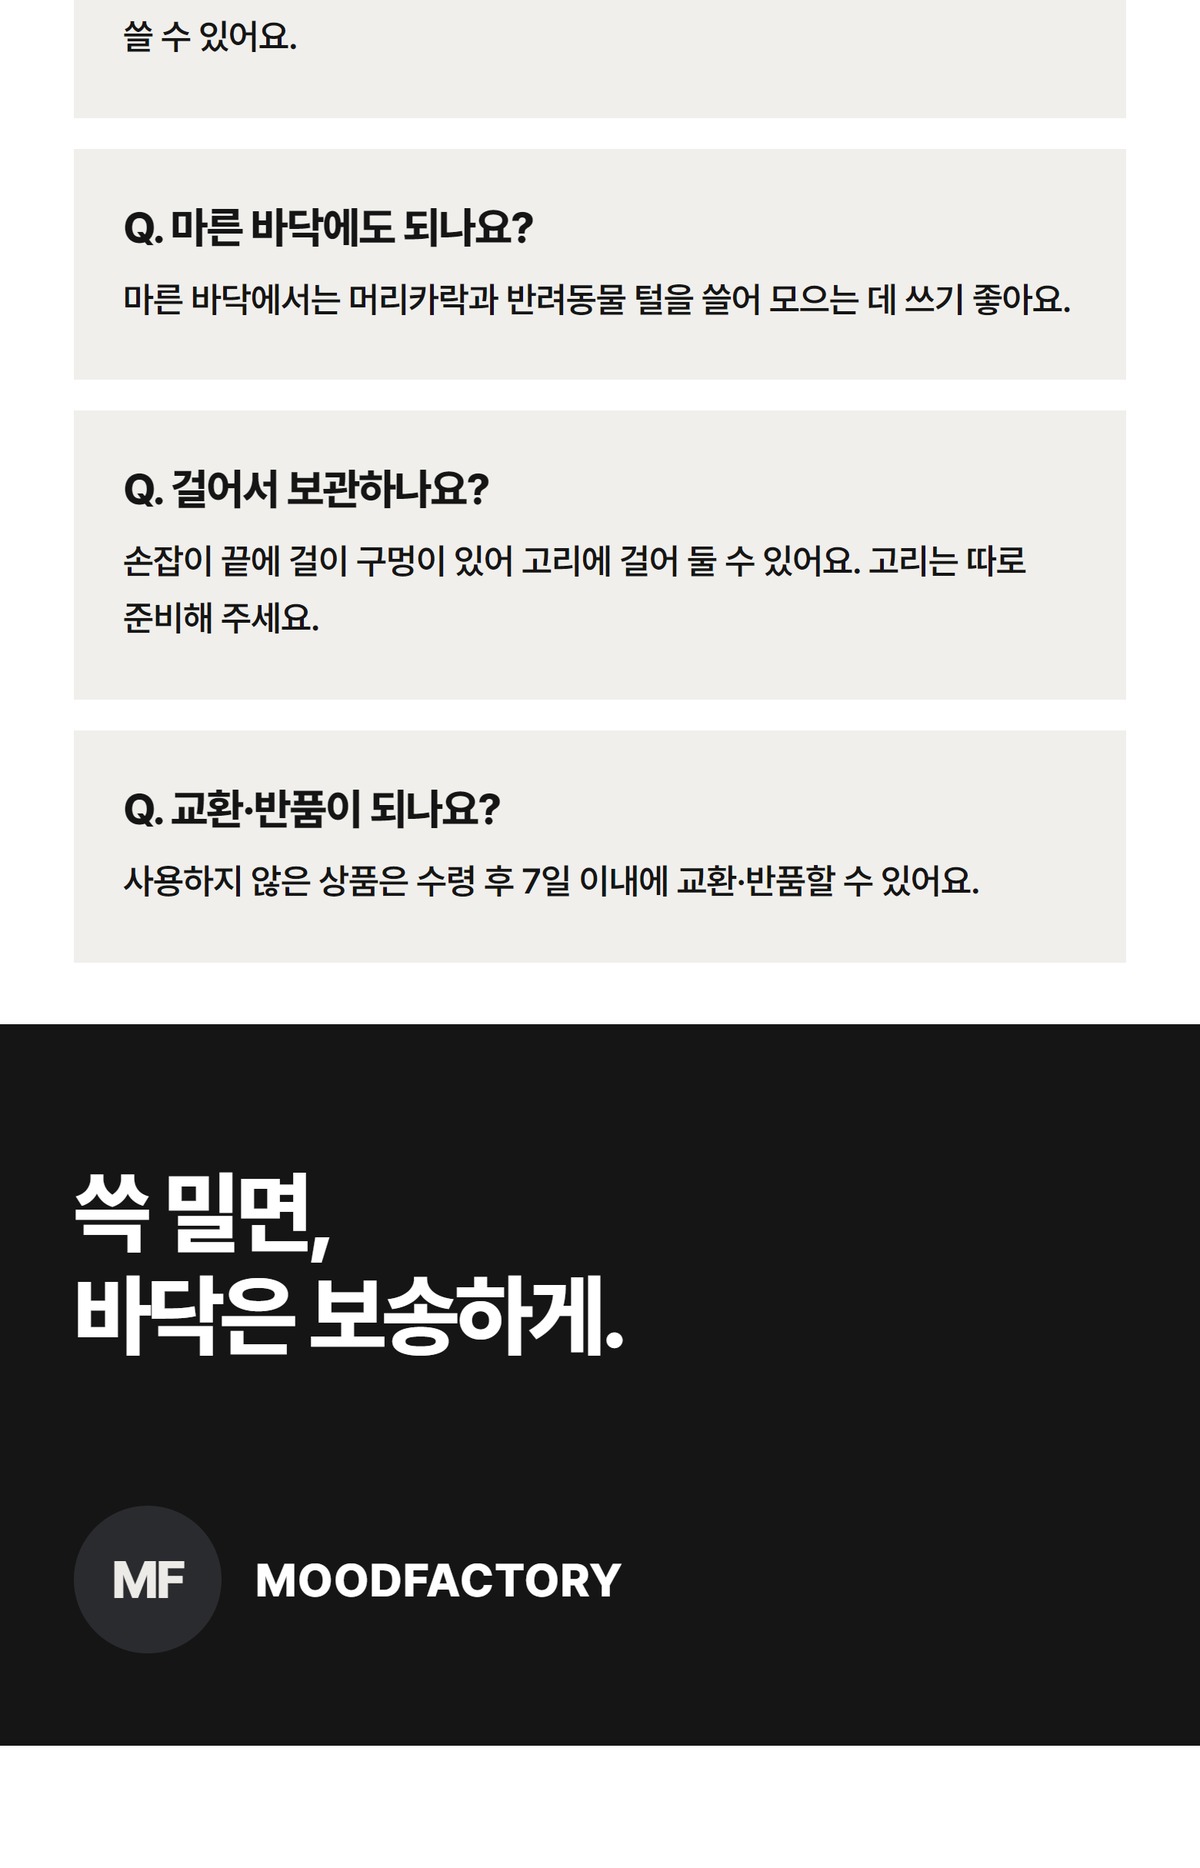 쓸 수 있어요.
Q. 마른 바닥에도 되나요?
마른 바닥에서는 머리카락과 반려동물 털을 쓸어 모으는 데 쓰기 좋아요.
Q. 걸어서 보관하나요?
손잡이 끝에 걸이 구멍이 있어 고리에 걸어 둘 수 있어요. 고리는 따로
준비해 주세요.
Q. 교환·반품이 되나요?
사용하지 않은 상품은 수령 후 7일 이내에 교환·반품할 수 있어요.
쓱 밀면,
바닥은 보송하게.
MF
MOODFACTORY